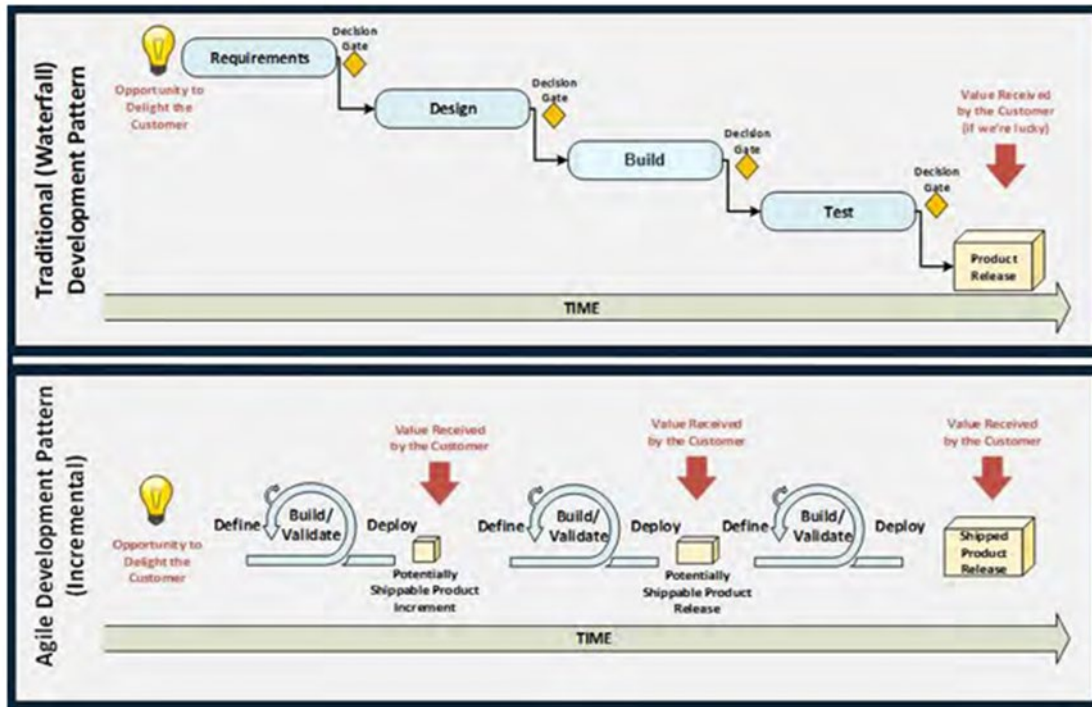 Traditional (Waterfall)
Development Pattern
Opportunity to
Delight the
Customer
Requirements
Decision
Gate
Design
Decision
Gate
Build
Decision
Gate
Test
Decision
Gate
Value Received
by the Customer
(if we're lucky)
Product
Release
TIME
Agile Development Pattern
(Incremental)
Opportunity to
Delight the
Customer
Define
Build/
Validate
Deploy
Value Received
by the Customer
Potentially
Shippable Product
Increment
Define
Build/
Validate
Deploy
Value Received
by the Customer
Potentially
Shippable Product
Release
Define
Build/
Validate
Deploy
Value Received
by the Customer
Shipped
Product
Release
TIME